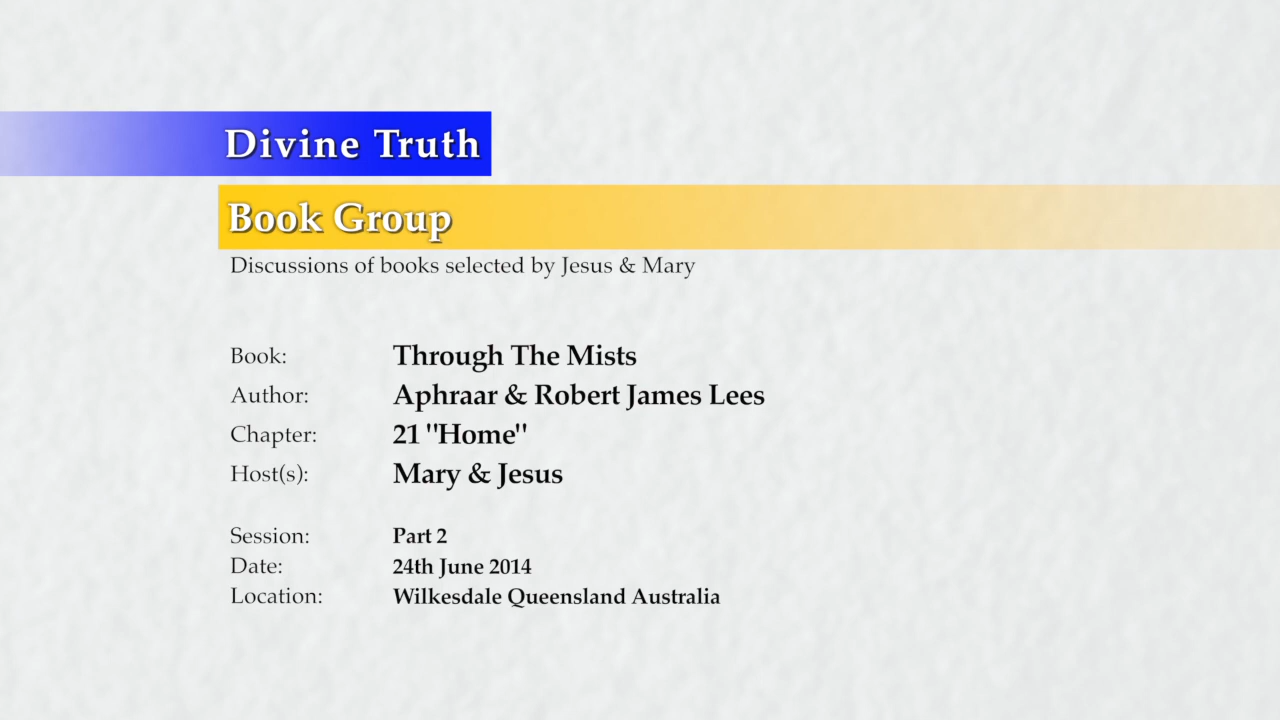 Divine Truth
Book Group
Discussions of books selected by Jesus & Mary
Book: Through The Mists
Author: Aphraar & Robert James Lees
Chapter: 21 "Home"
Host(s): Mary & Jesus
Session: Part 2
Date: 24th June 2014
Location: Wilkesdale Queensland Australia